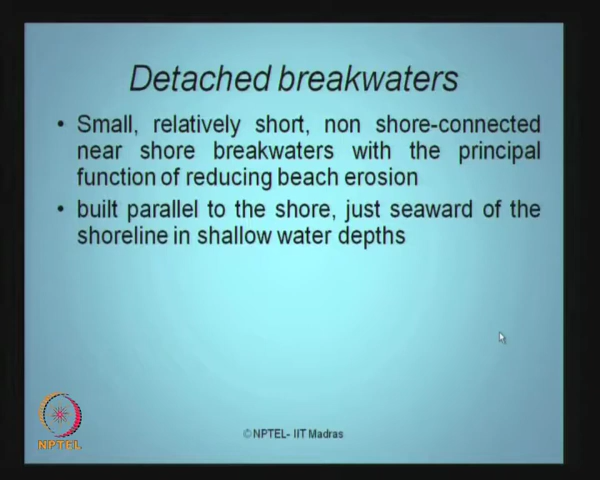 Detached breakwaters
• Small, relatively short, non shore-connected
near shore breakwaters with the principal
function of reducing beach erosion
• built parallel to the shore, just seaward of the
shoreline in shallow water depths
NPTEL
©NPTEL- IIT Madras